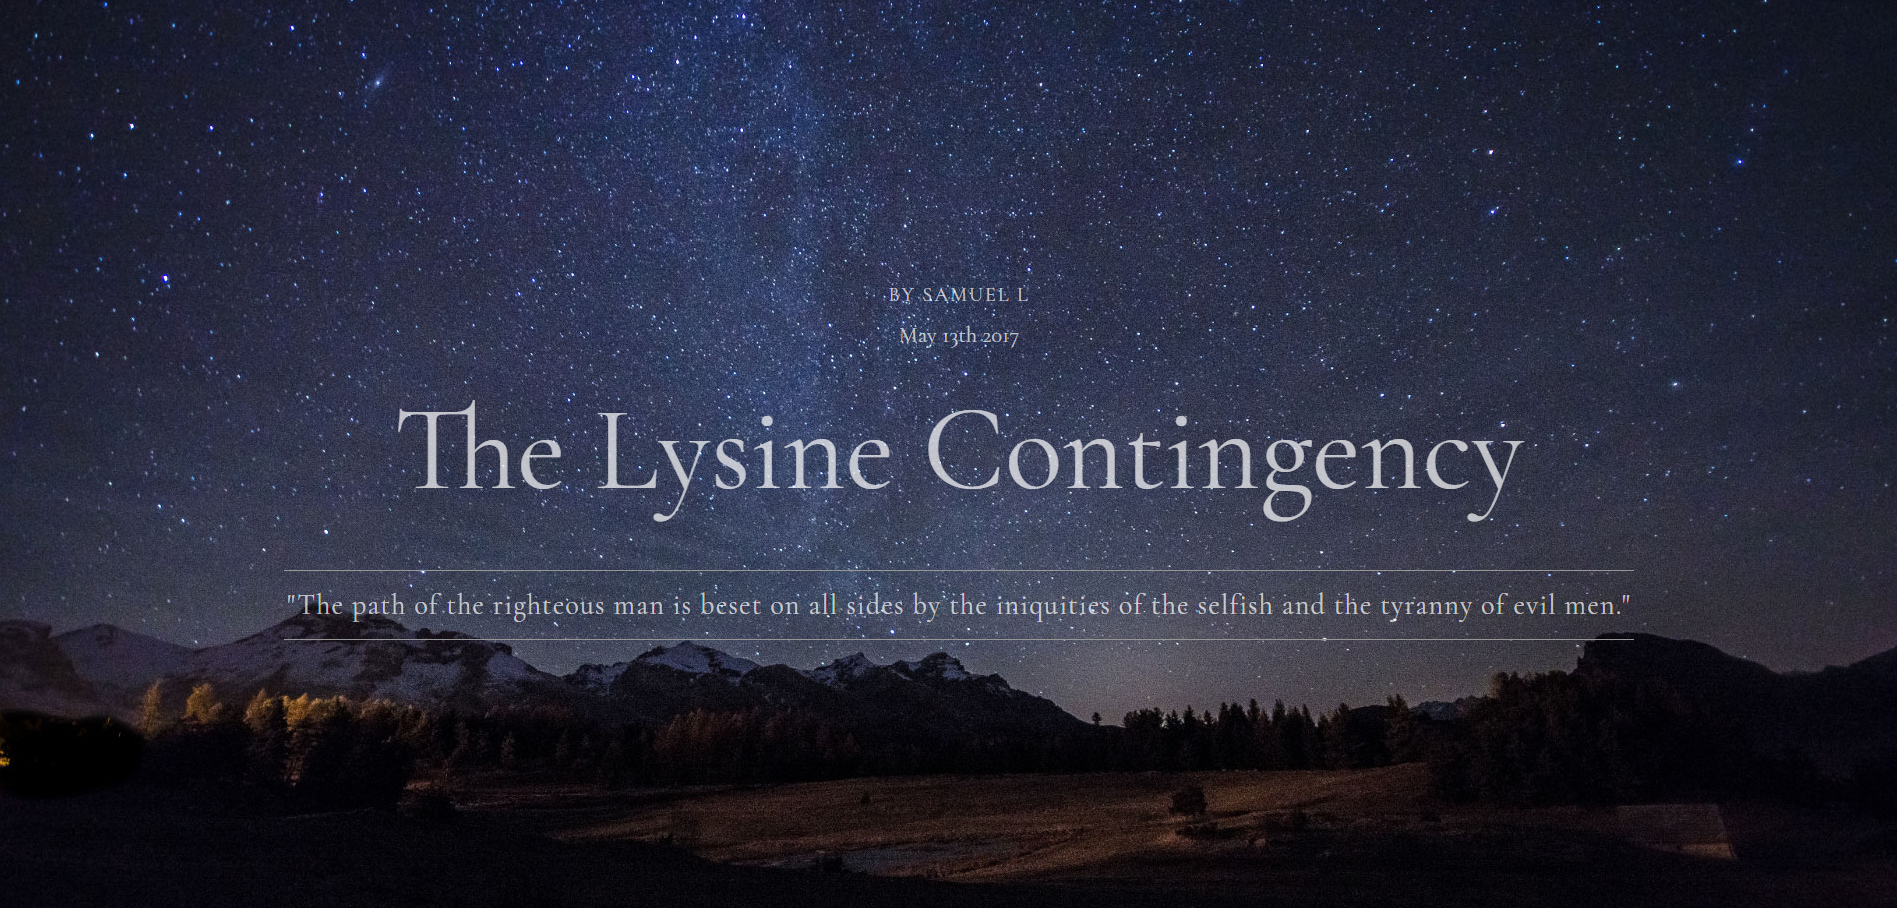 BY SAMUEL L
May 13th 2017
The Lysine Contingency
"The path of the righteous man is beset on all sides by the iniquities of the selfish and the tyranny of evil men."